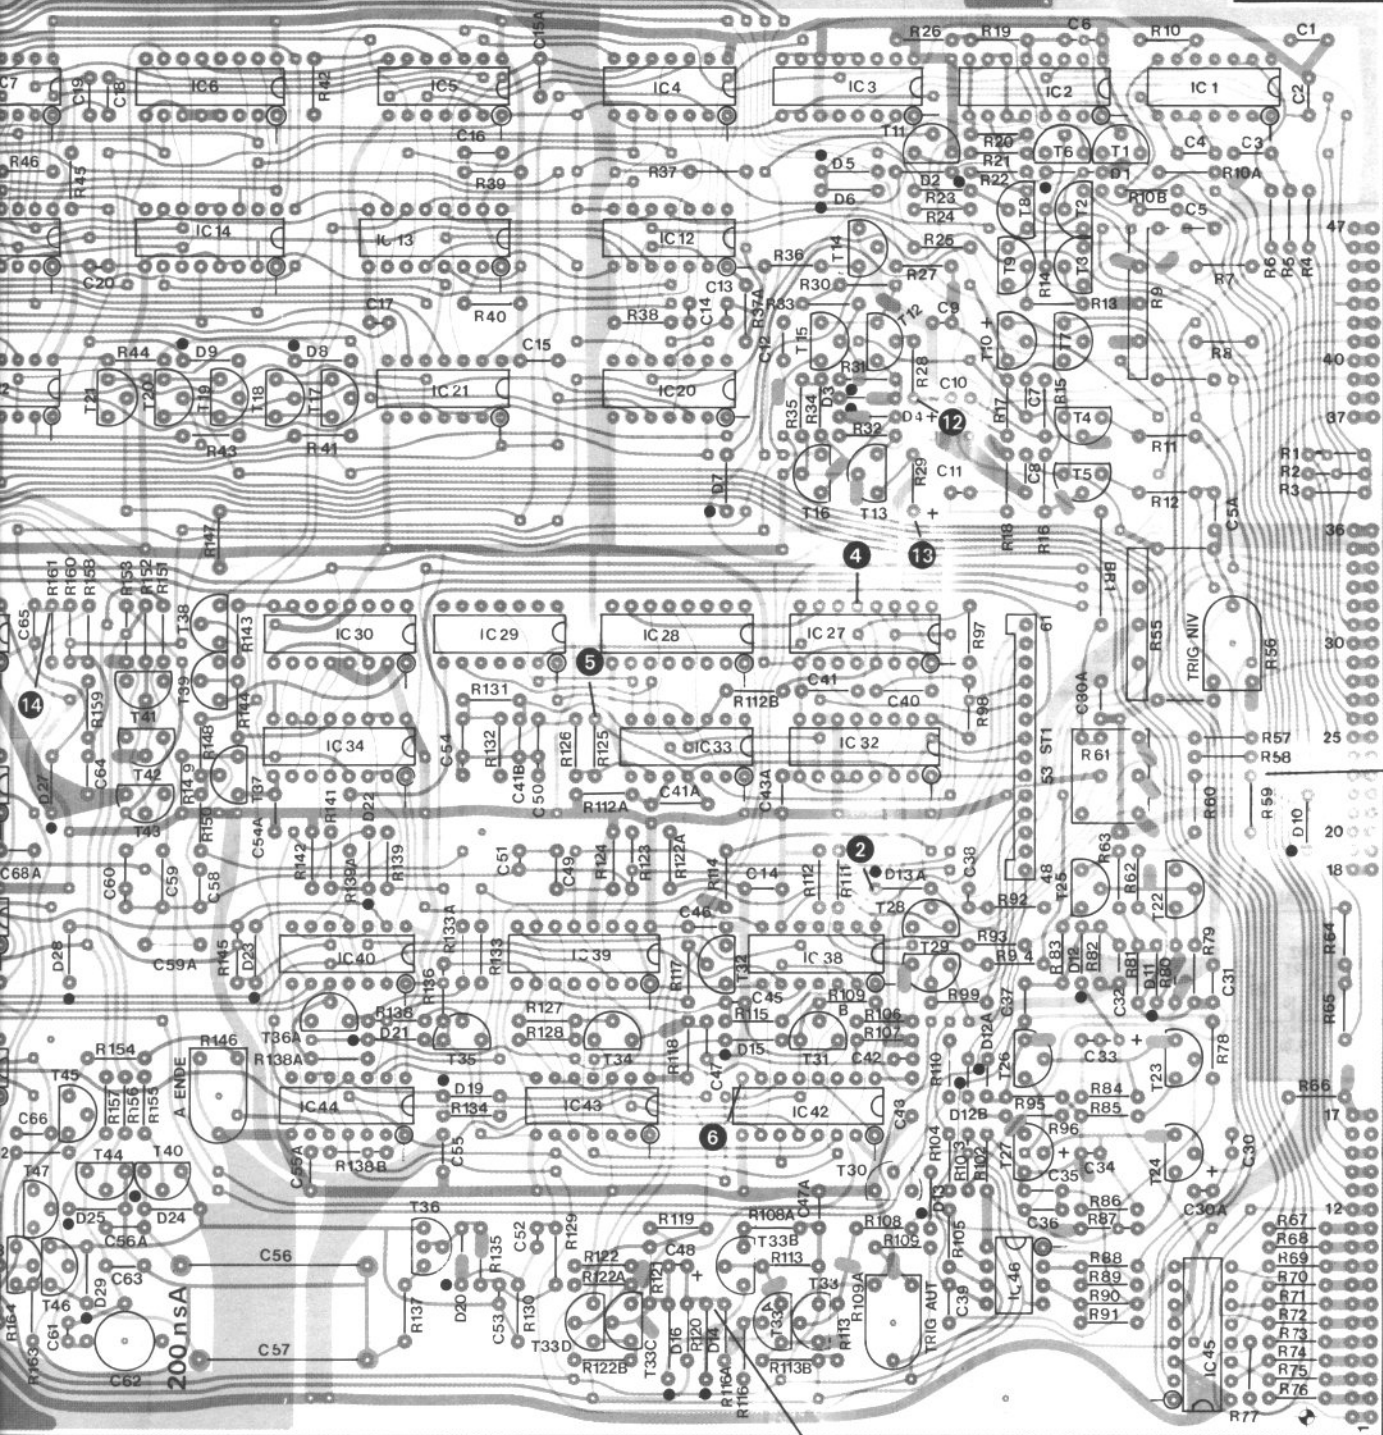 C15A R26 R19 C6 R10 C1
C7 C19 C18 IC6 R42 IC5 IC4 IC3 IC2 IC1 C2
R46 R45 C16 R39 R37 D5 D6 T11 R20 R21 R22 T6 T1 D1 C4 C3 R10A
D2 R23 R24 T8 T2 R10B C5
IC14 IC13 IC12 T14 R25 47
C20 R36 R27 T9 R14 T3 R9 R7 R6 R5 R4
C17 R40 R38 C14 C13 R37A R83 R30 T12 C9 R13
R44 D9 D8 C15 C12 T15 R31 R28 T10 + T7 R8 40
T21 T20 T19 T18 T17 IC21 IC20 R35 R34 D3 C10 R17 C7 R15
R43 R41 R32 D4 + 12 T4 R11 37
D7 T16 T13 R29 C11 C8 T5 R12 R1
R2
R3
R147 + R18 R16 C5A 36
4 13
C65 R161 R160 R158 R153 R152 R151 T38 R143 BR1
IC30 IC29 IC28 IC27 R97 61 R55 TRIG NIV R56 30
14 R159 T41 T39 R144 R131 5 R112B C41 C40 R98 C30A
R148 IC34 C54 R132 R126 R125 IC33 IC32 ST1 R61 R57 25
D27 C64 T42 R149 T37 C41B C50 C43A 53 R58
T43 R150 C54A R141 D22 R112A C41A R60 R59 D10 20
C68A C60 C59 C58 R142 R139A R139 C51 C49 R124 R123 R122A R114 C14 R112 R111 2 D13A C38 48 T25 R63 R62 T22 18
C46 T28 R92
D28 C59A R145 D23 IC40 R133A R133 IC39 R117 T32 IC38 T29 R93 R94 R83 D12 R82 R81 D11 R80 R79 C31 R64
R136 C45 R109B R99 C37 C32 R65
T36A R138 D21 T35 R127 R128 T34 R118 R115 D15 T31 R106 R107 C42 D12A T26 C33 + T23 R78
R154 R146 R138A C47 R110
T45 A ENDE D19 R84 R66
C66 R157 R156 R155 IC44 R134 IC43 IC42 C43 D12B R95 R85 17
6 R96
T47 T44 T40 C55A R138B C55 T30 R104 R103 R102 T27 + C34 T24 + C30
D25 D24 T36 C47A D13 C35 R86 C30A 12
C56A C52 R129 R119 R108A R108 R105 C36 R87 R67
C56 R135 T33B R109 R68
C63 R122 R121 C48 R113 R88 R69
R164 T46 D29 R137 D20 C53 R130 R122A + T33 R109A C39 IC46 R89 R70
C61 R90 R71
R163 200nsA C57 T33D T33C D16 R120 D14 T33A R113 TRIG AUT R91 IC45 R72
R73
R74
C62 R122B R116A R116 R113B R75
R76
R77 1